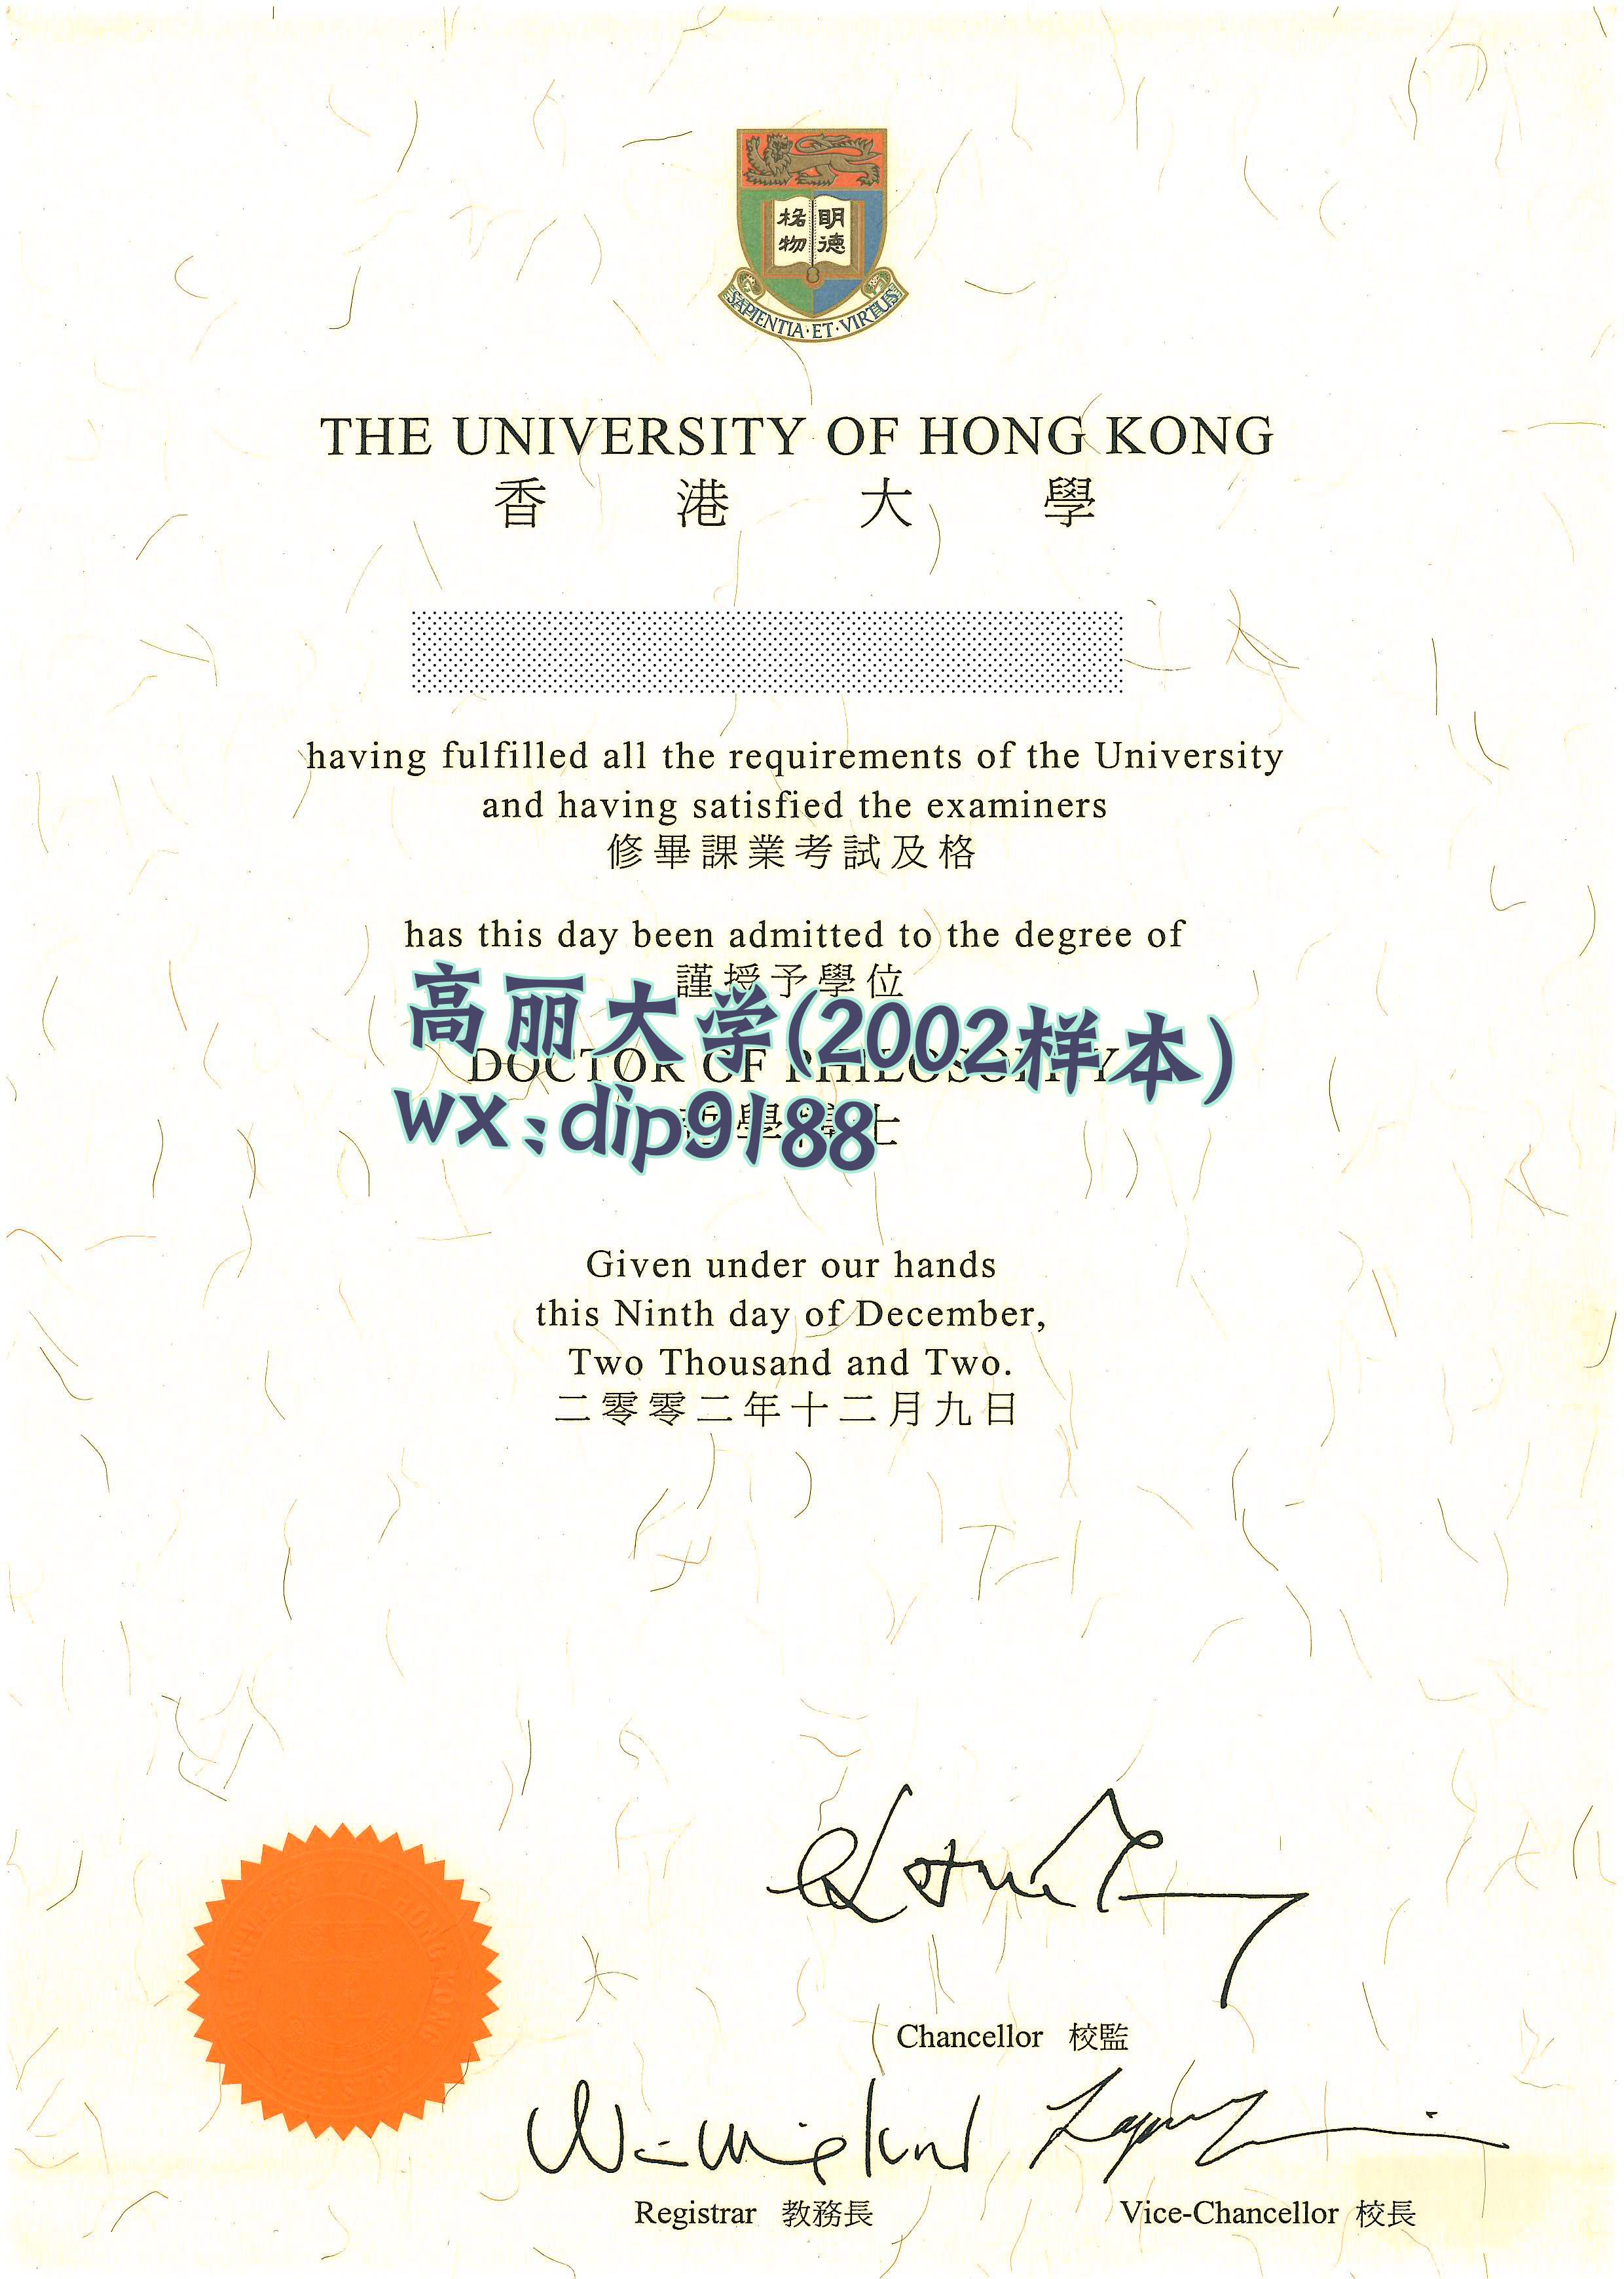 格 明
物 德
SAPIENTIA·ET·VIRTUS
THE UNIVERSITY OF HONG KONG
香港大學
having fulfilled all the requirements of the University
and having satisfied the examiners
修畢課業考試及格
has this day been admitted to the degree of
謹授予學位
高丽大学(2002样本)
DOCTOR OF PHILOSOPHY
wx:dip9188
Given under our hands
this Ninth day of December,
Two Thousand and Two.
二零零二年十二月九日
Chancellor 校監
Registrar 教務長
Vice-Chancellor 校長